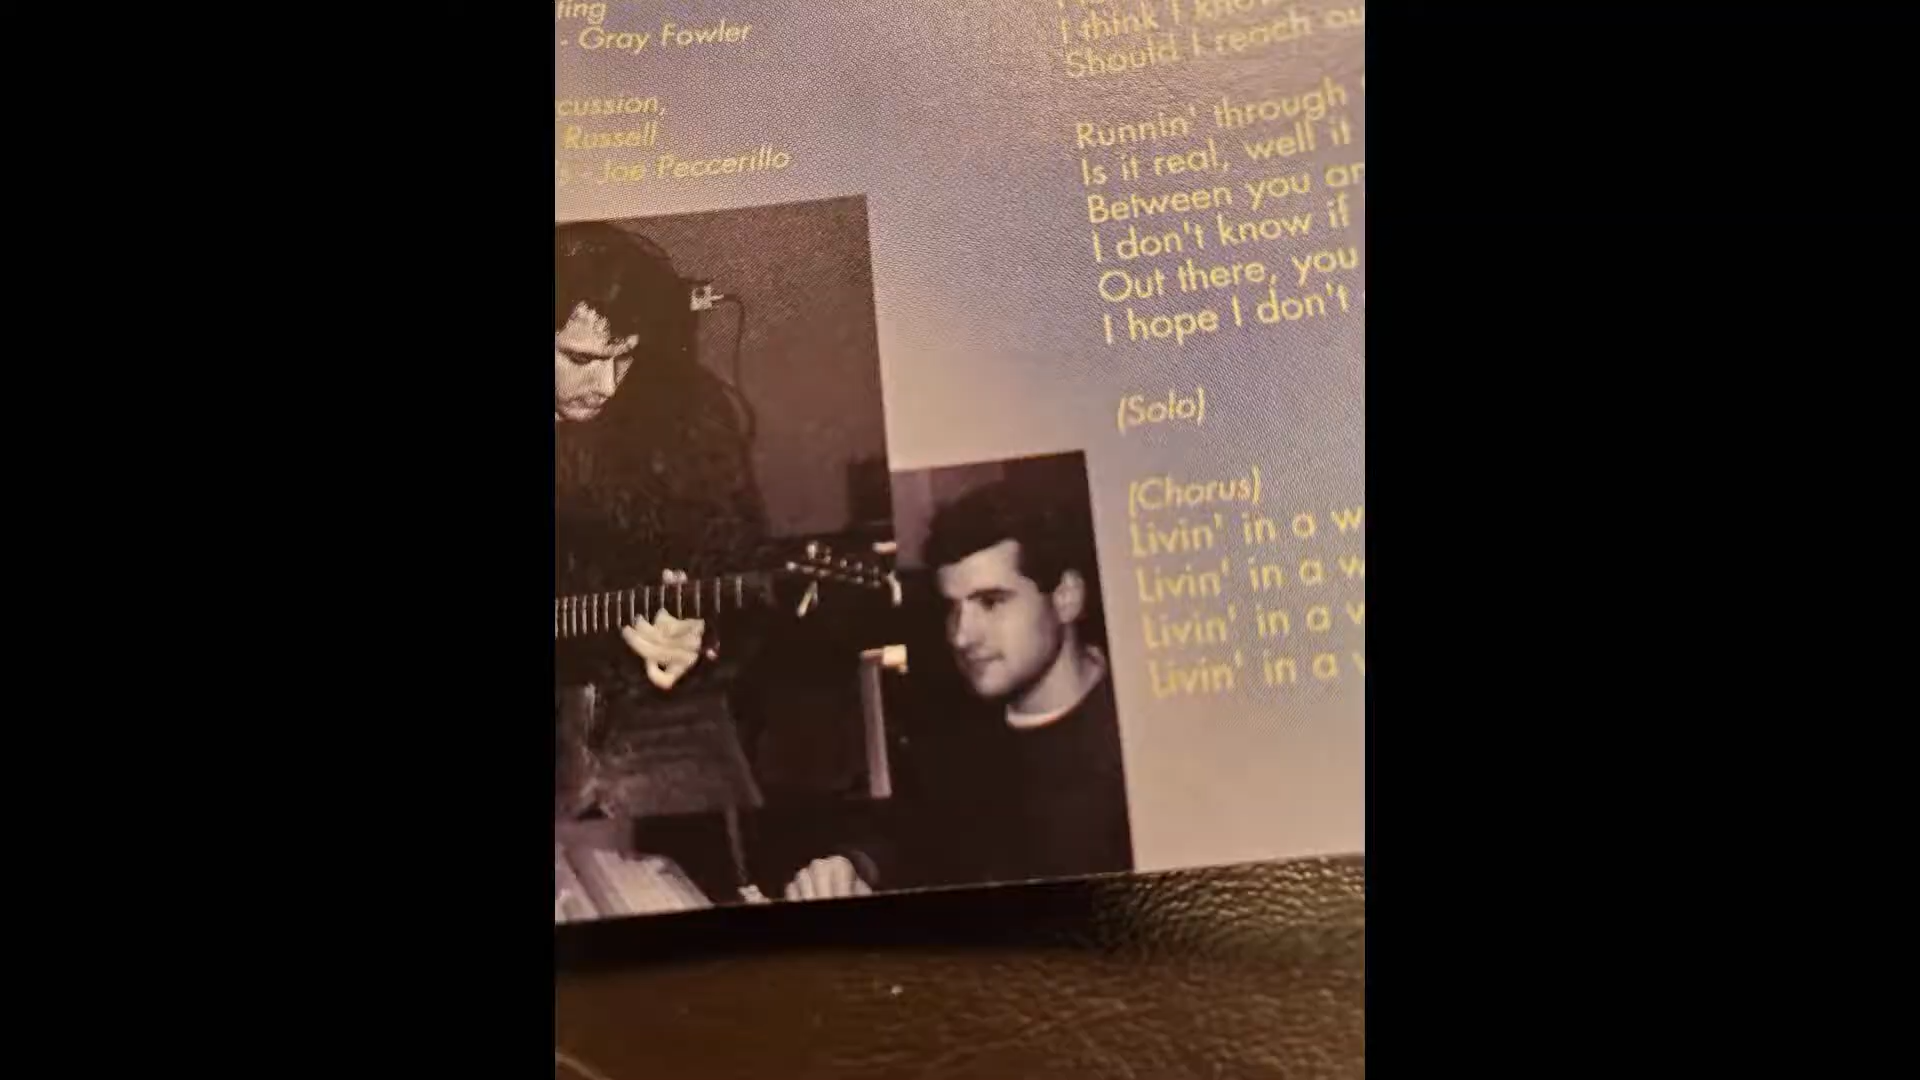 - Gray Fowler
cussion,
Russell
- Joe Peccerillo
I think I know
Should I reach ou
Runnin' through
Is it real, well it
Between you an
I don't know if
Out there, you
I hope I don't
(Solo)
(Chorus)
Livin' in a w
Livin' in a w
Livin' in a w
Livin' in a w